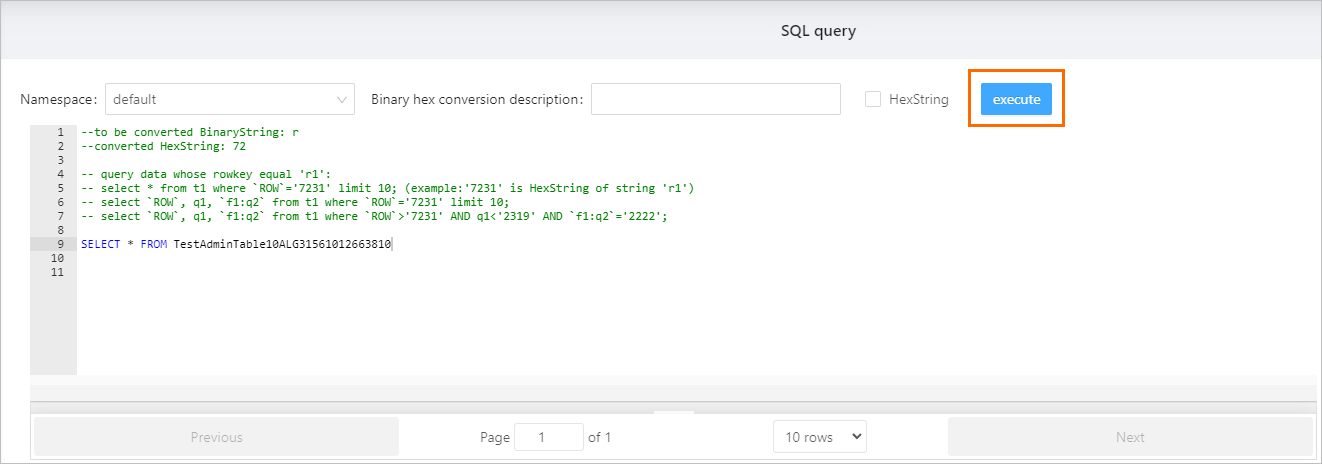 SQL query
Namespace: default Binary hex conversion description: HexString execute
1 --to be converted BinaryString: r
2 --converted HexString: 72
3
4 -- query data whose rowkey equal 'r1':
5 -- select * from t1 where `ROW`='7231' limit 10; (example:'7231' is HexString of string 'r1')
6 -- select `ROW`, q1, `f1:q2` from t1 where `ROW`='7231' limit 10;
7 -- select `ROW`, q1, `f1:q2` from t1 where `ROW`>'7231' AND q1<'2319' AND `f1:q2`='2222';
8
9 SELECT * FROM TestAdminTable10ALG31561012663810
10
11
Previous Page 1 of 1 10 rows Next